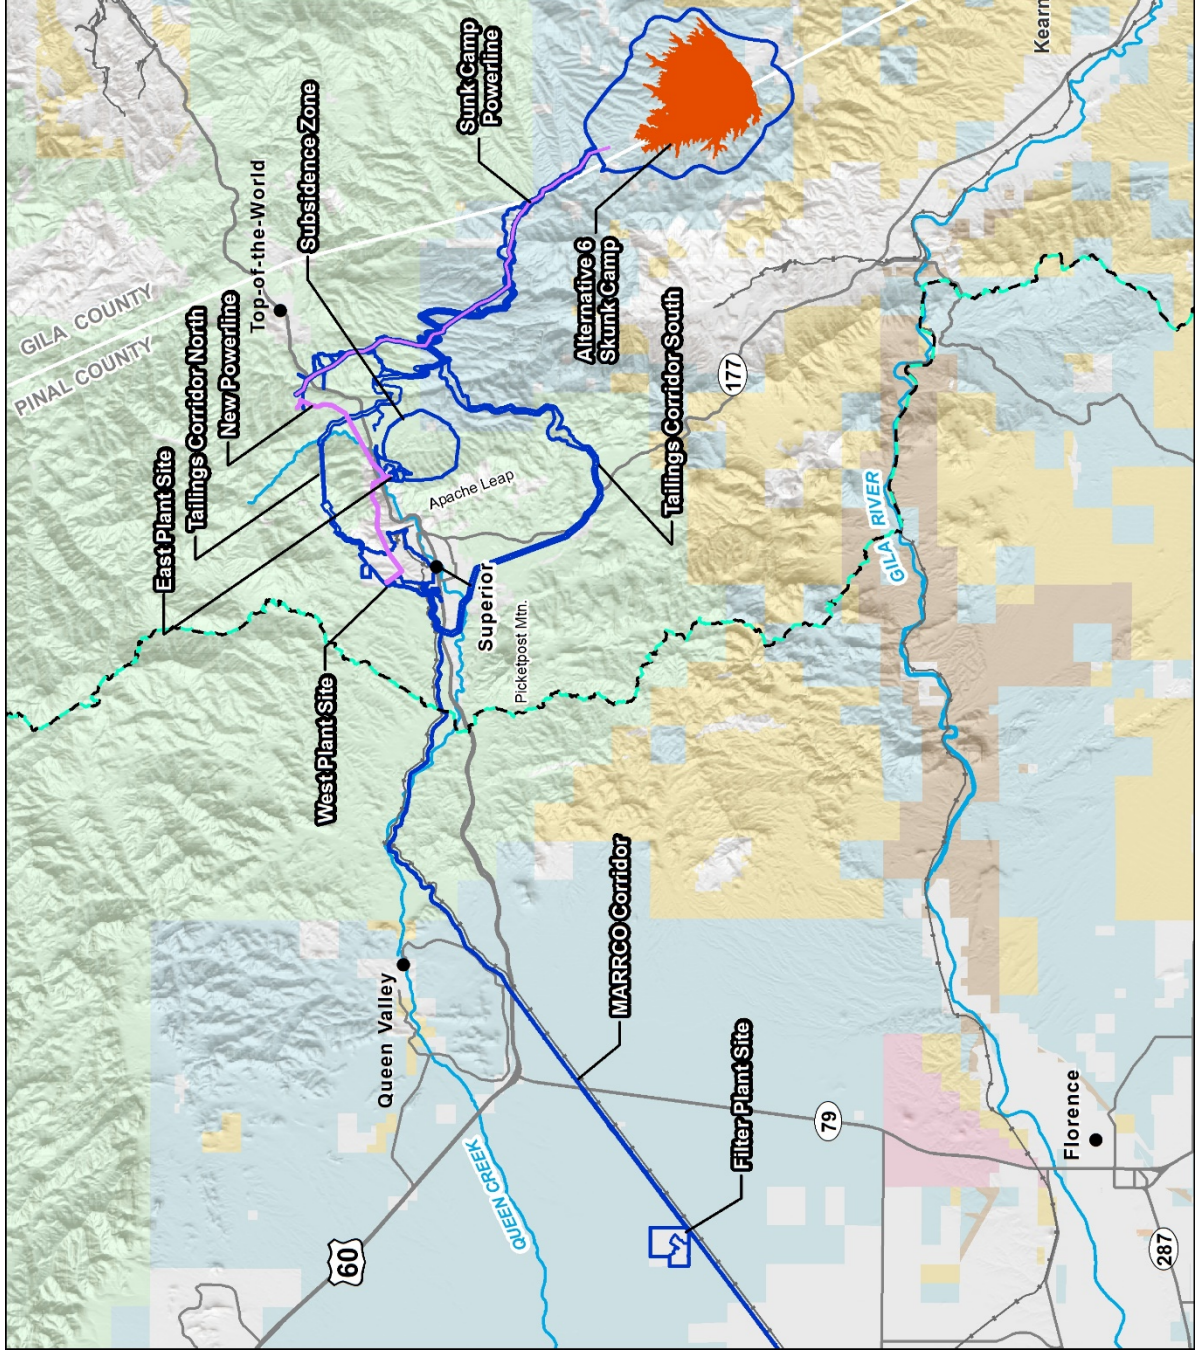 GILA COUNTY
PINAL COUNTY
Top-of-the-World
Sunk Camp
Powerline
Subsidence Zone
New Powerline
Tailings Corridor North
East Plant Site
West Plant Site
Alternative 6
Skunk Camp
Tailings Corridor South
Apache Leap
Superior
Picketpost Mtn.
177
GILA RIVER
Kearn
Queen Valley
MARRCO Corridor
Filter Plant Site
QUEEN CREEK
60
79
Florence
287